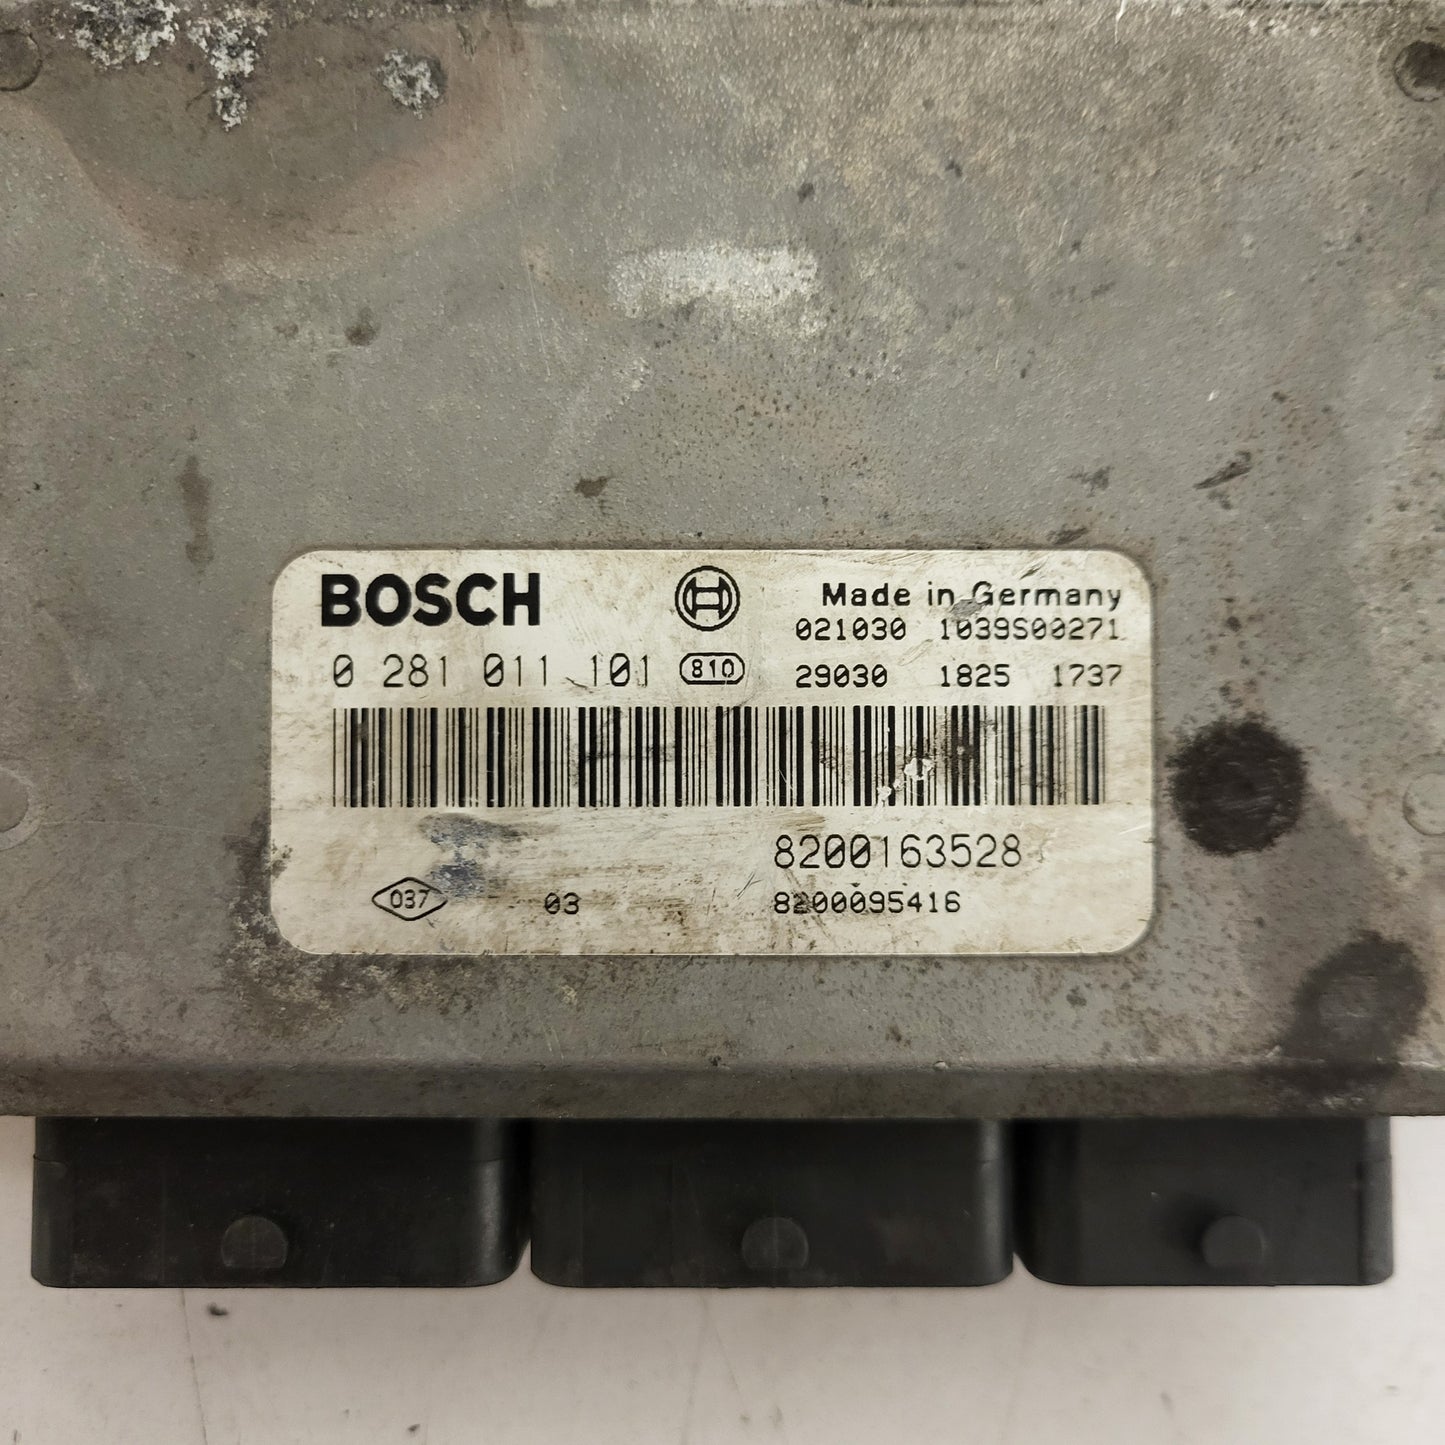 BOSCH
Made in Germany
021030 1039S00271
0 281 011 101 810
29030 1825 1737
8200163528
037 03 8200095416